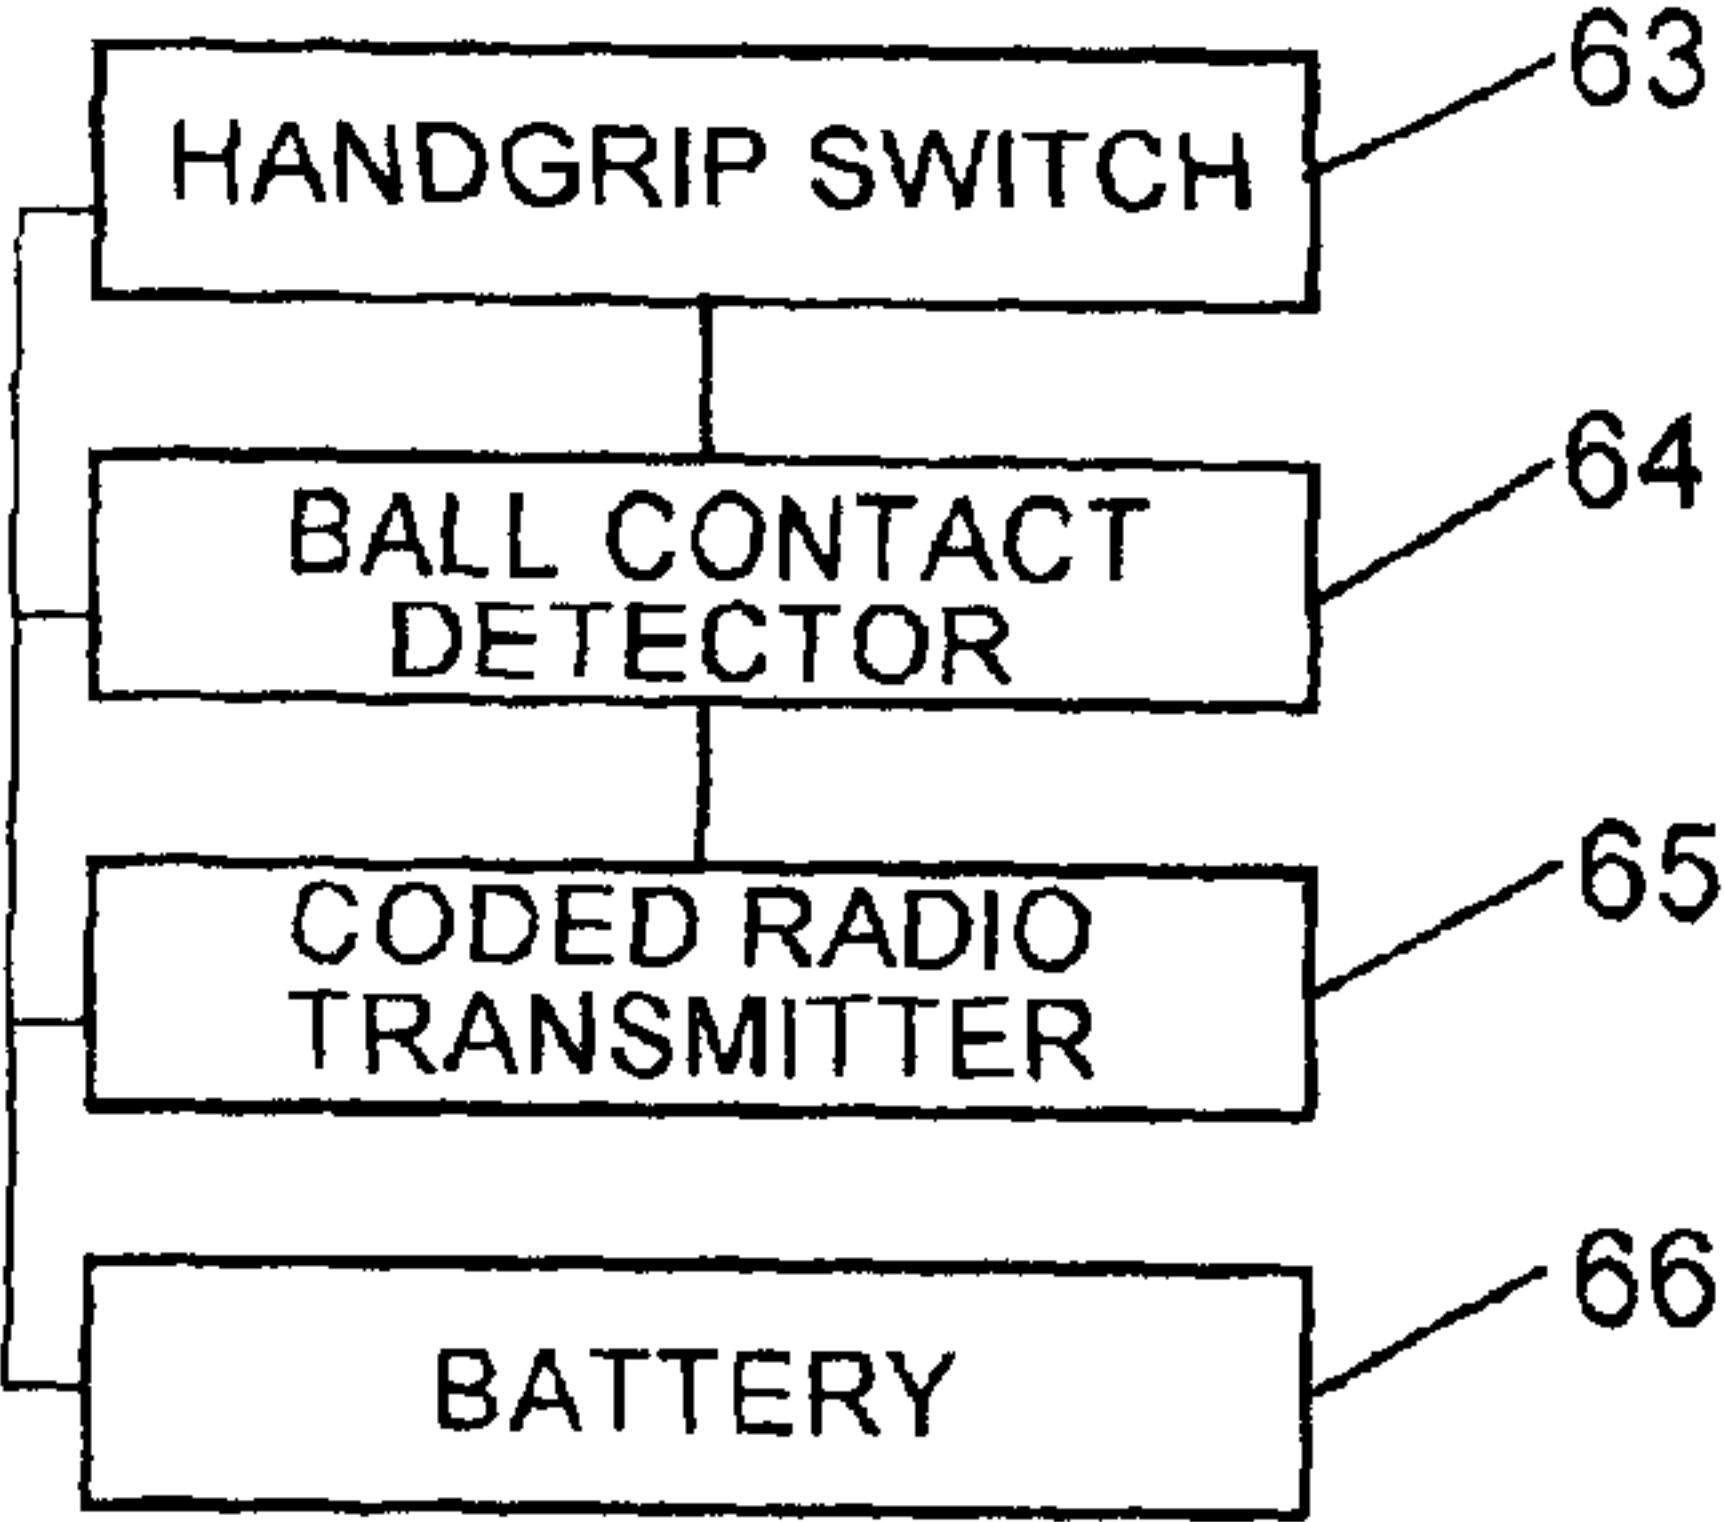 63
HANDGRIP SWITCH
64
BALL CONTACT
DETECTOR
65
CODED RADIO
TRANSMITTER
66
BATTERY